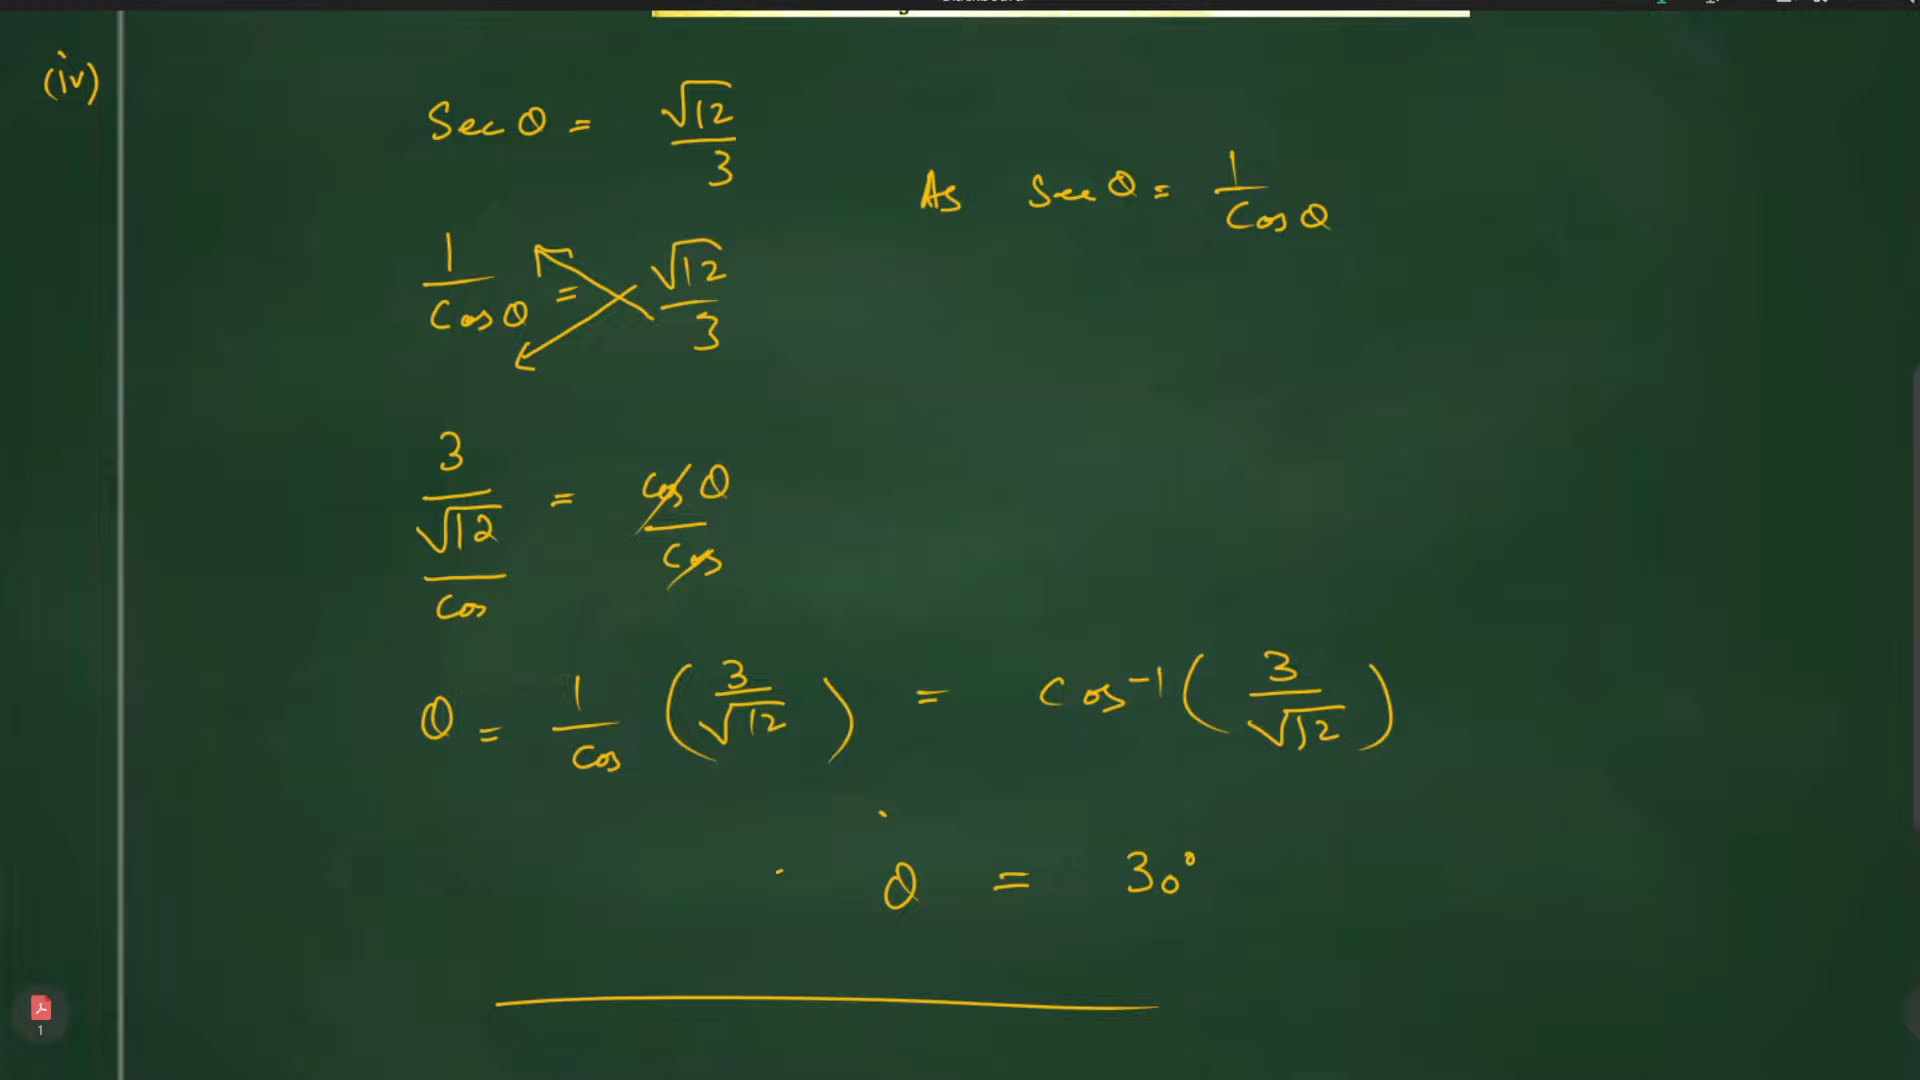 (iv)
Sec θ = √12 / 3
As Sec θ = 1 / Cos θ
1 / Cos θ = √12 / 3
3 / √12 / Cos = Cos θ / Cos
θ = 1 / Cos (3 / √12) = Cos⁻¹ (3 / √12)
θ = 30°
1